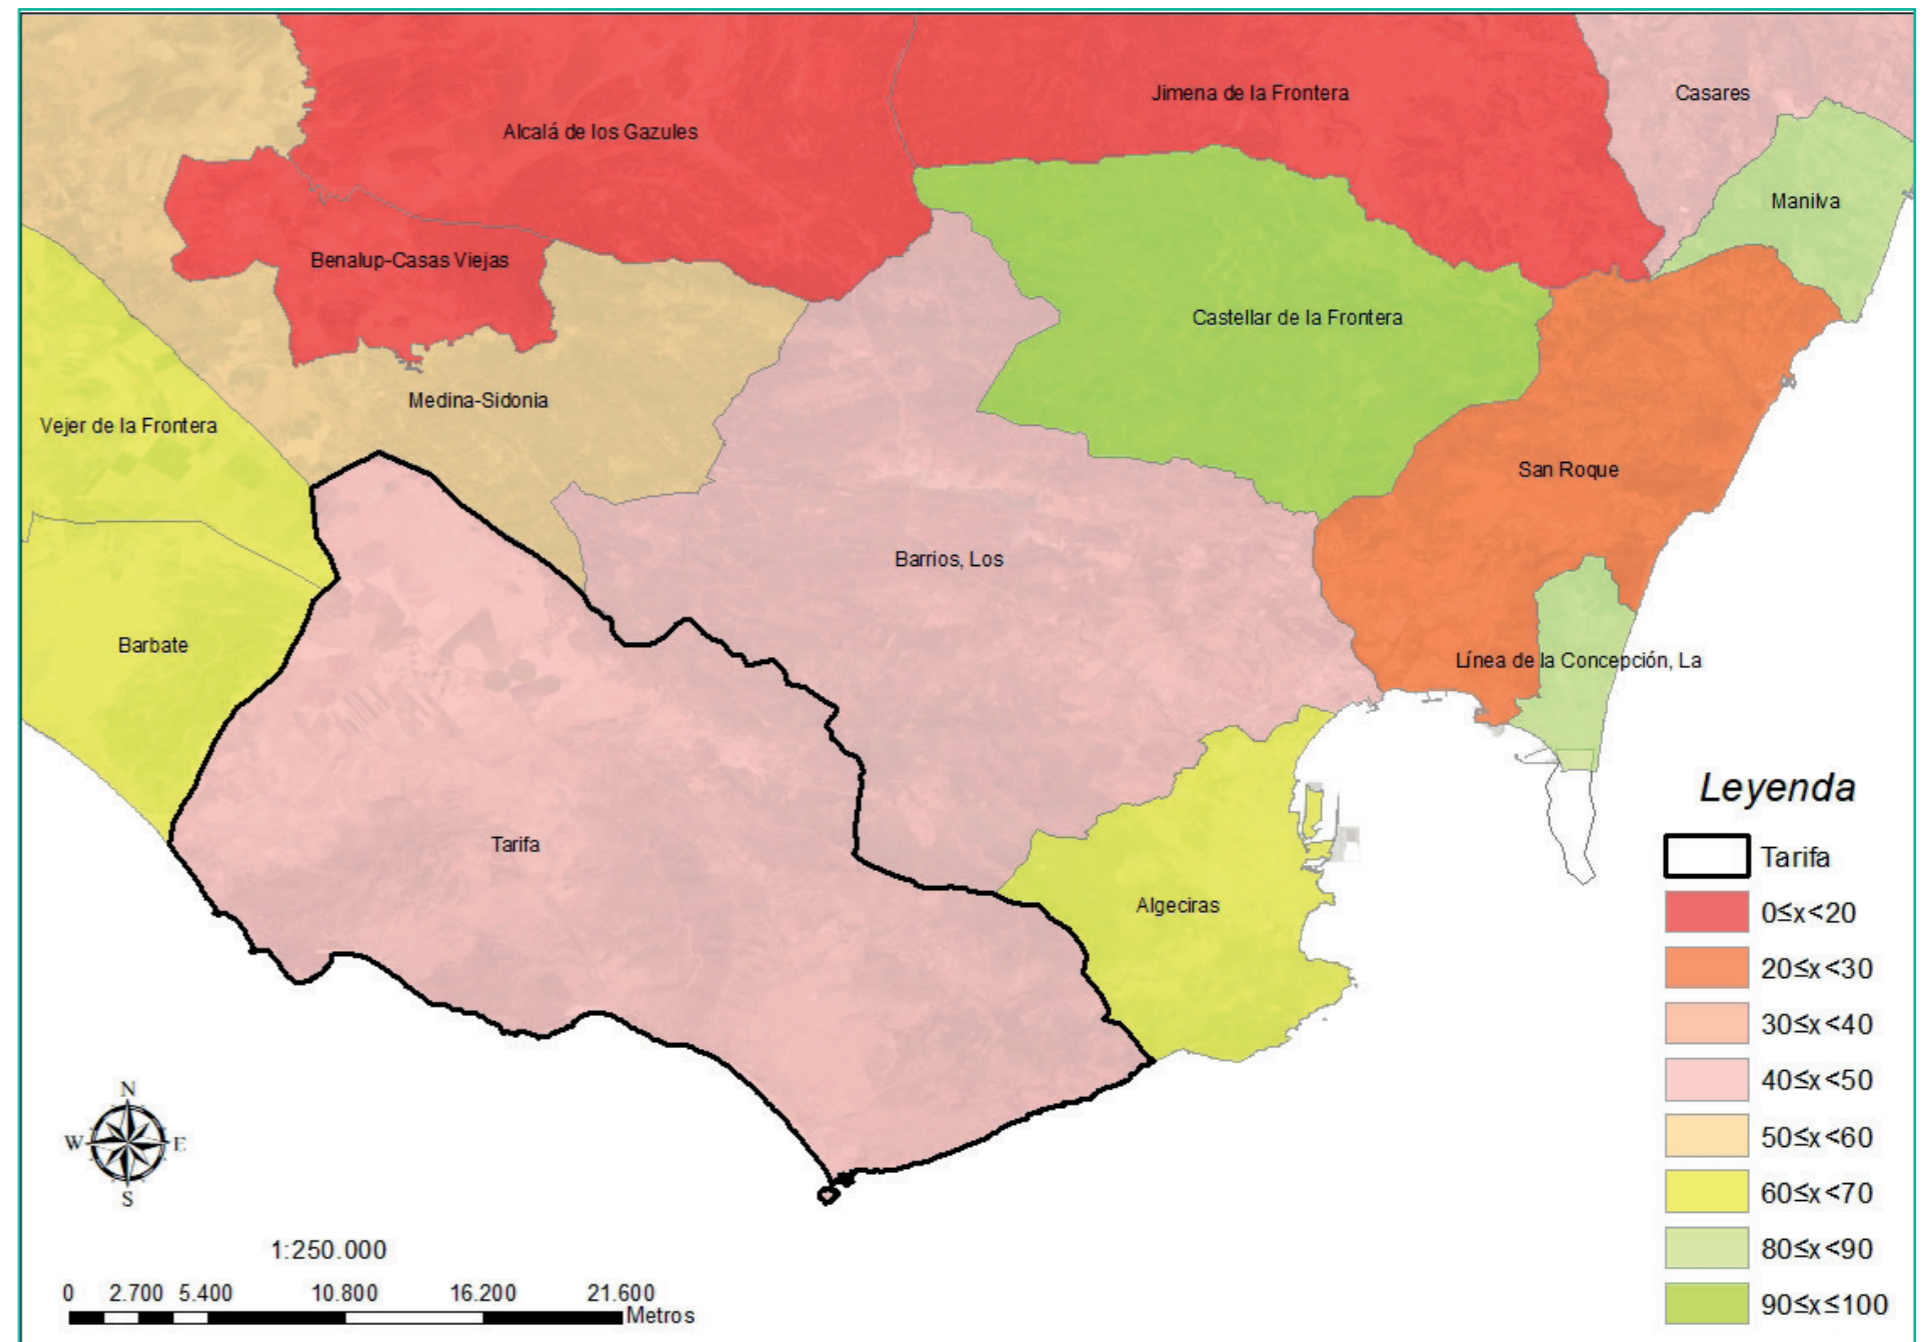 Jimena de la Frontera
Casares
Alcalá de los Gazules
Manilva
Benalup-Casas Viejas
Castellar de la Frontera
Medina-Sidonia
Vejer de la Frontera
San Roque
Barrios, Los
Barbate
Línea de la Concepción, La
Tarifa
Algeciras
Leyenda
Tarifa
0≤x<20
20≤x<30
30≤x<40
40≤x<50
50≤x<60
60≤x<70
80≤x<90
90≤x≤100
N
W E
S
1:250.000
0 2.700 5.400 10.800 16.200 21.600
Metros